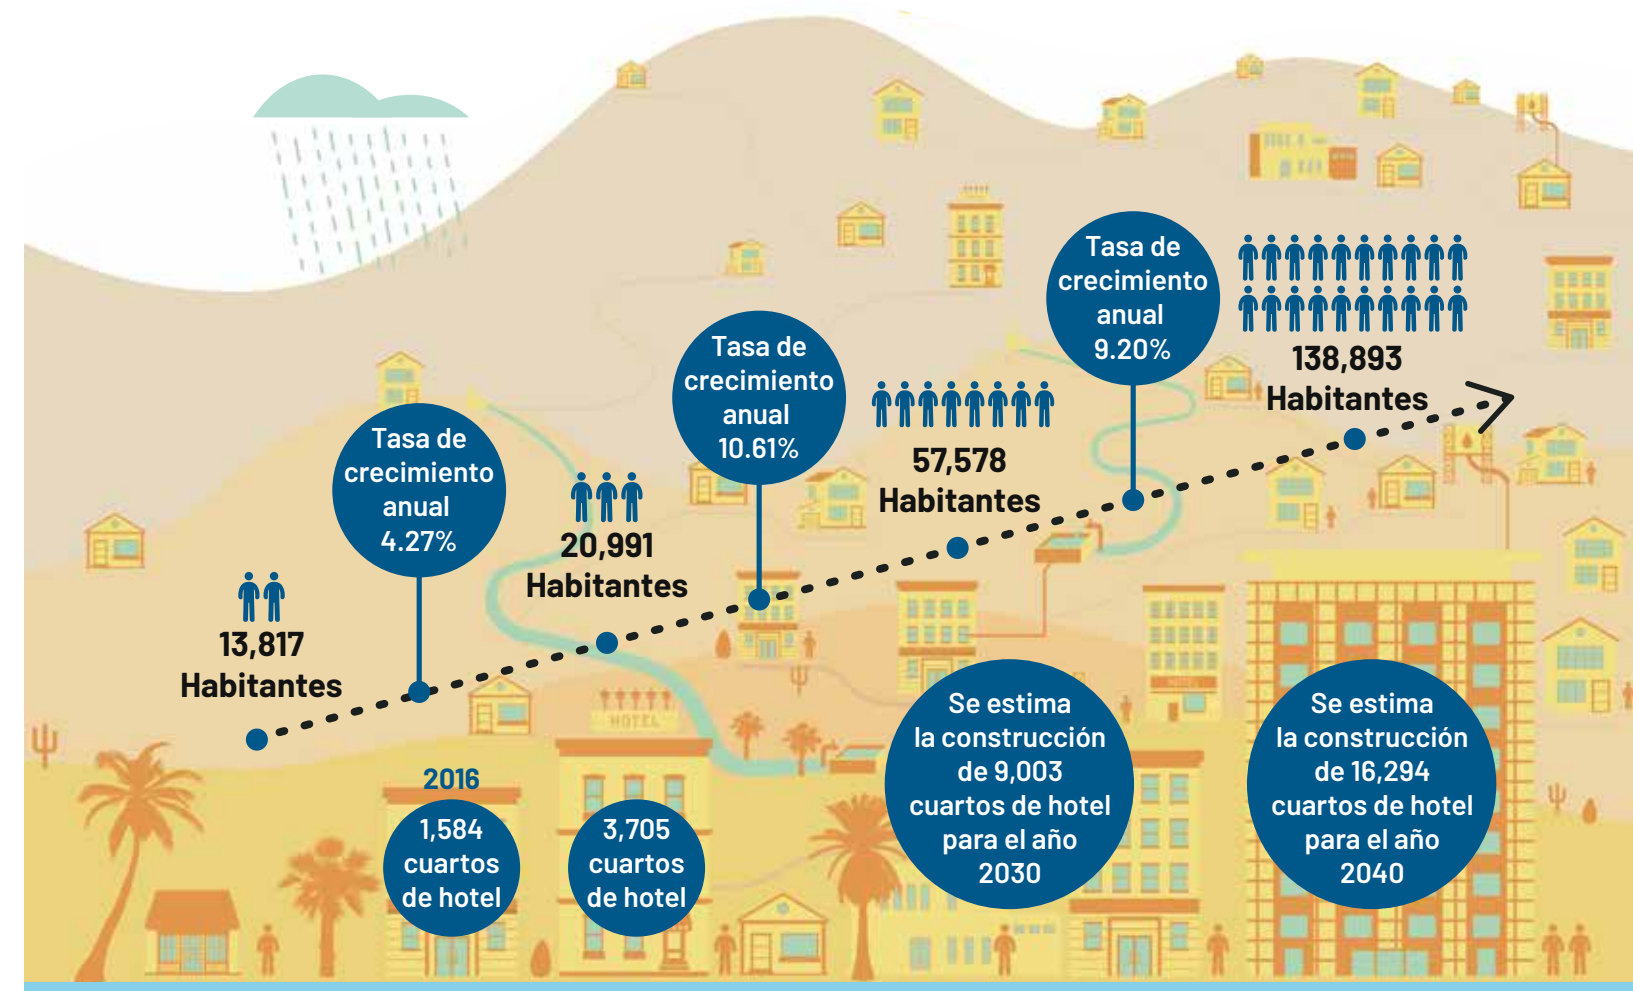 13,817
Habitantes
Tasa de
crecimiento
anual
4.27%
20,991
Habitantes
Tasa de
crecimiento
anual
10.61%
57,578
Habitantes
Tasa de
crecimiento
anual
9.20%
138,893
Habitantes
HOTEL
2016
1,584
cuartos
de hotel
3,705
cuartos
de hotel
Se estima
la construcción
de 9,003
cuartos de hotel
para el año
2030
Se estima
la construcción
de 16,294
cuartos de hotel
para el año
2040